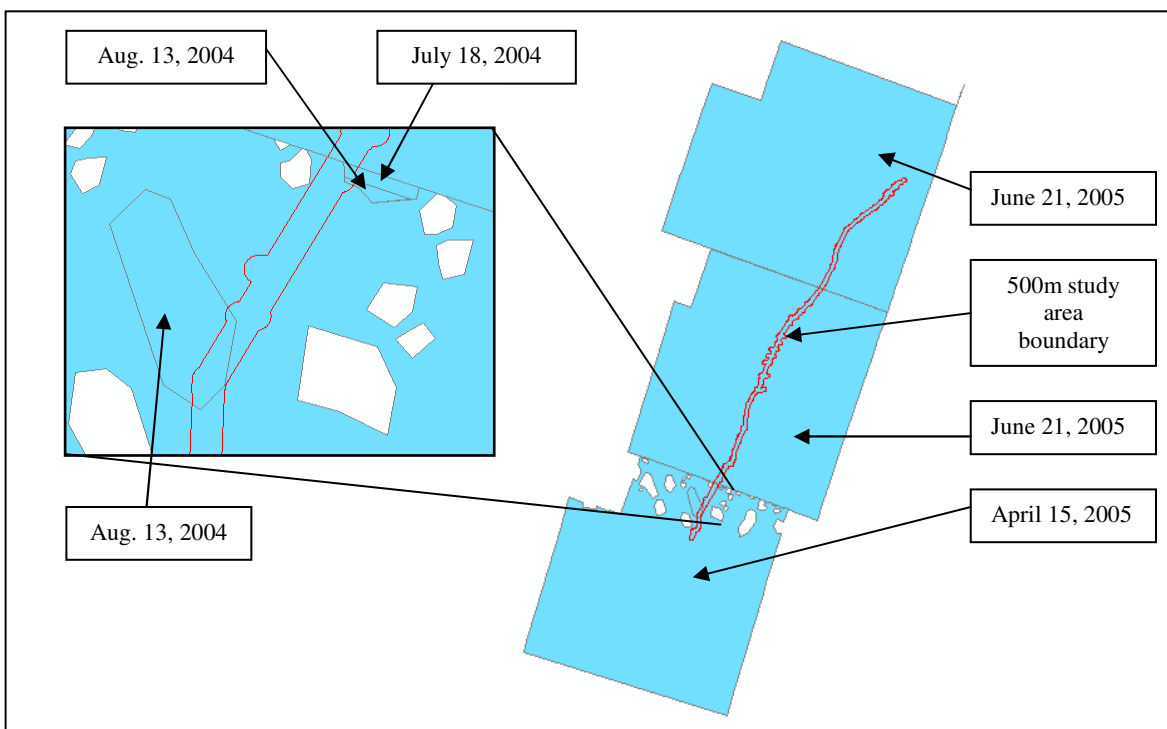 Aug. 13, 2004
July 18, 2004
June 21, 2005
500m study
area
boundary
June 21, 2005
April 15, 2005
Aug. 13, 2004